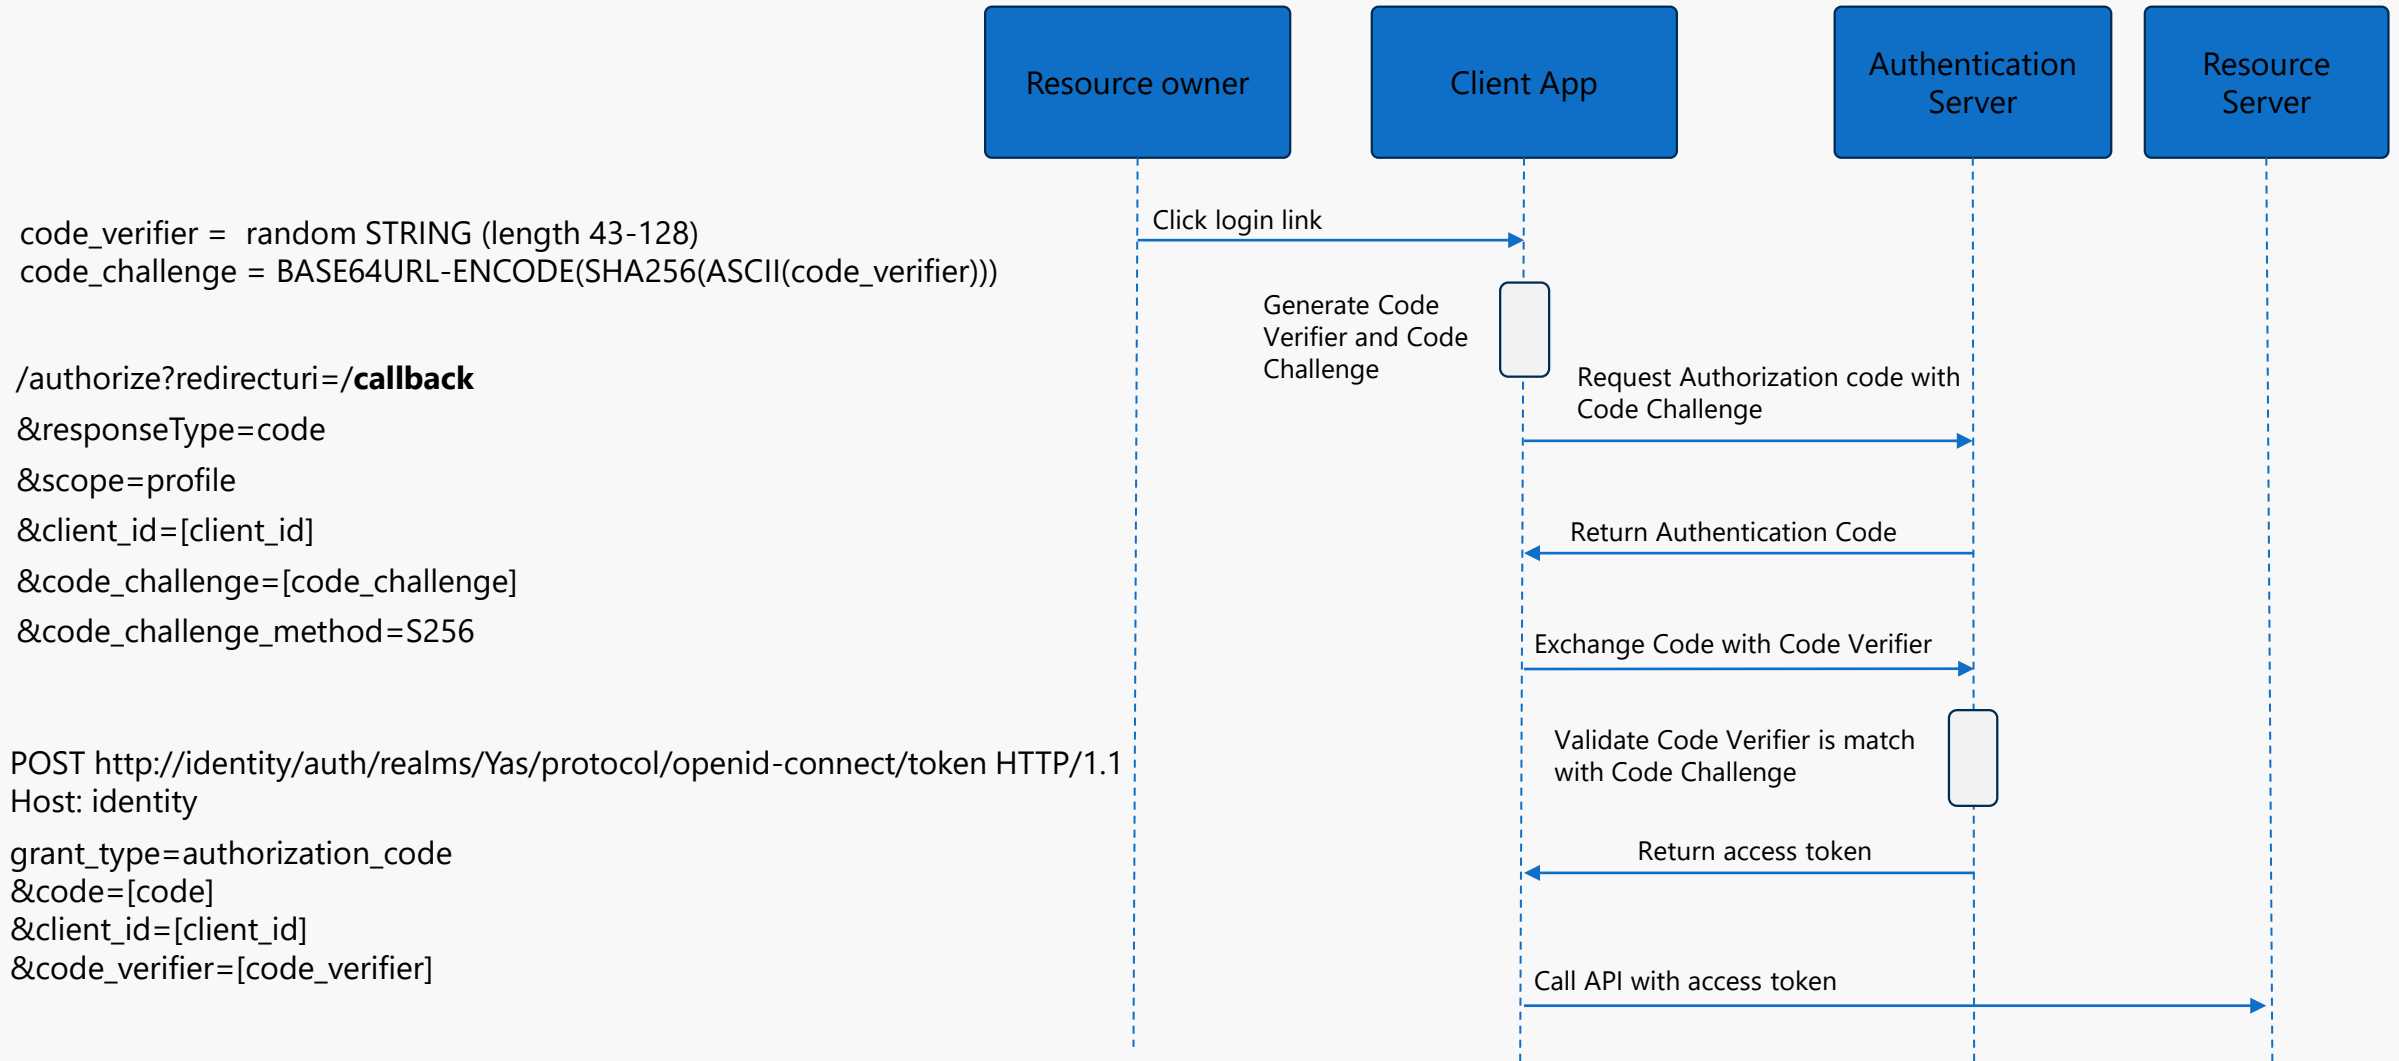 Resource owner
Client App
Authentication
Server
Resource
Server
code_verifier = random STRING (length 43-128)
code_challenge = BASE64URL-ENCODE(SHA256(ASCII(code_verifier)))
/authorize?redirecturi=/callback
&responseType=code
&scope=profile
&client_id=[client_id]
&code_challenge=[code_challenge]
&code_challenge_method=S256
POST http://identity/auth/realms/Yas/protocol/openid-connect/token HTTP/1.1
Host: identity
grant_type=authorization_code
&code=[code]
&client_id=[client_id]
&code_verifier=[code_verifier]
Click login link
Generate Code
Verifier and Code
Challenge
Request Authorization code with
Code Challenge
Return Authentication Code
Exchange Code with Code Verifier
Validate Code Verifier is match
with Code Challenge
Return access token
Call API with access token